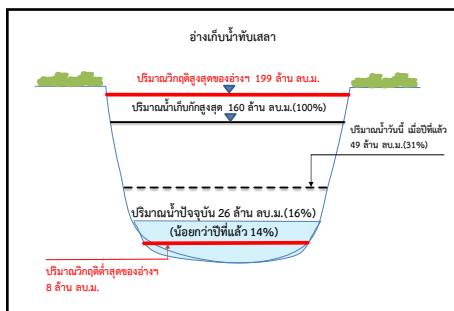 อ่างเก็บน้ำทับเสลา
ปริมาณวิกฤติสูงสุดของอ่างฯ 199 ล้าน ลบ.ม.
ปริมาณน้ำเก็บกักสูงสุด 160 ล้าน ลบ.ม.(100%)
ปริมาณน้ำวันนี้ เมื่อปีที่แล้ว
49 ล้าน ลบ.ม.(31%)
ปริมาณน้ำปัจจุบัน 26 ล้าน ลบ.ม.(16%)
(น้อยกว่าปีที่แล้ว 14%)
ปริมาณวิกฤติต่ำสุดของอ่างฯ
8 ล้าน ลบ.ม.